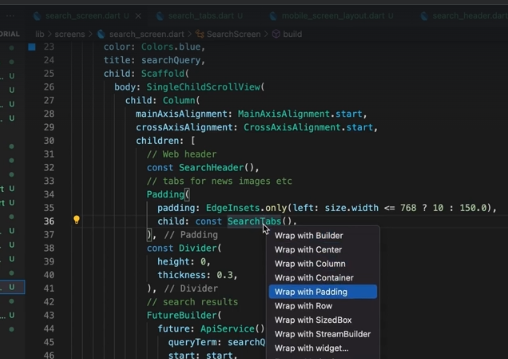 search_screen.dart U
search_tabs.dart U
mobile_screen_layout.dart U
search_header.dart
ORIAL
lib > screens > search_screen.dart > SearchScreen > build
23 color: Colors.blue,
24 title: searchQuery,
25 child: Scaffold(
26 body: SingleChildScrollView(
27 child: Column(
28 mainAxisAlignment: MainAxisAlignment.start,
29 crossAxisAlignment: CrossAxisAlignment.start,
30 children: [
31 // Web header
32 const SearchHeader(),
33 // tabs for news images etc
34 Padding(
35 padding: EdgeInsets.only(left: size.width <= 768 ? 10 : 150.0),
36 child: const SearchTabs(),
37 ), // Padding
38 const Divider(
39 height: 0,
40 thickness: 0.3,
41 ), // Divider
42 // search results
43 FutureBuilder(
44 future: ApiService()
45 queryTerm: searchQ
46 start: start,
Wrap with Builder
Wrap with Center
Wrap with Column
Wrap with Container
Wrap with Padding
Wrap with Row
Wrap with SizedBox
Wrap with StreamBuilder
Wrap with widget...